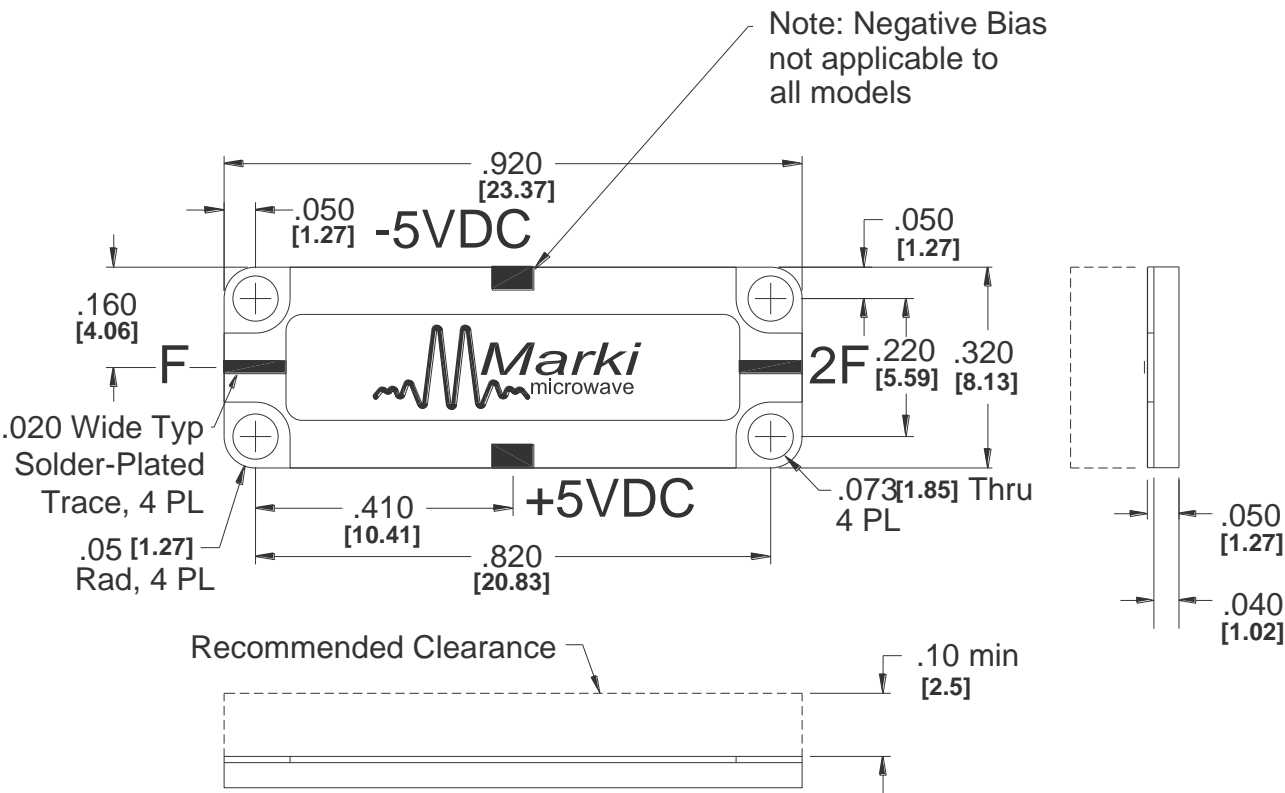 Note: Negative Bias
not applicable to
all models
.920
[23.37]
.050
[1.27]
-5VDC
.050
[1.27]
.160
[4.06]
F
Marki
microwave
2F
.220
[5.59]
.320
[8.13]
.020 Wide Typ
Solder-Plated
Trace, 4 PL
.05 [1.27]
Rad, 4 PL
.410
[10.41]
+5VDC
.820
[20.83]
.073[1.85] Thru
4 PL
.050
[1.27]
.040
[1.02]
Recommended Clearance
.10 min
[2.5]